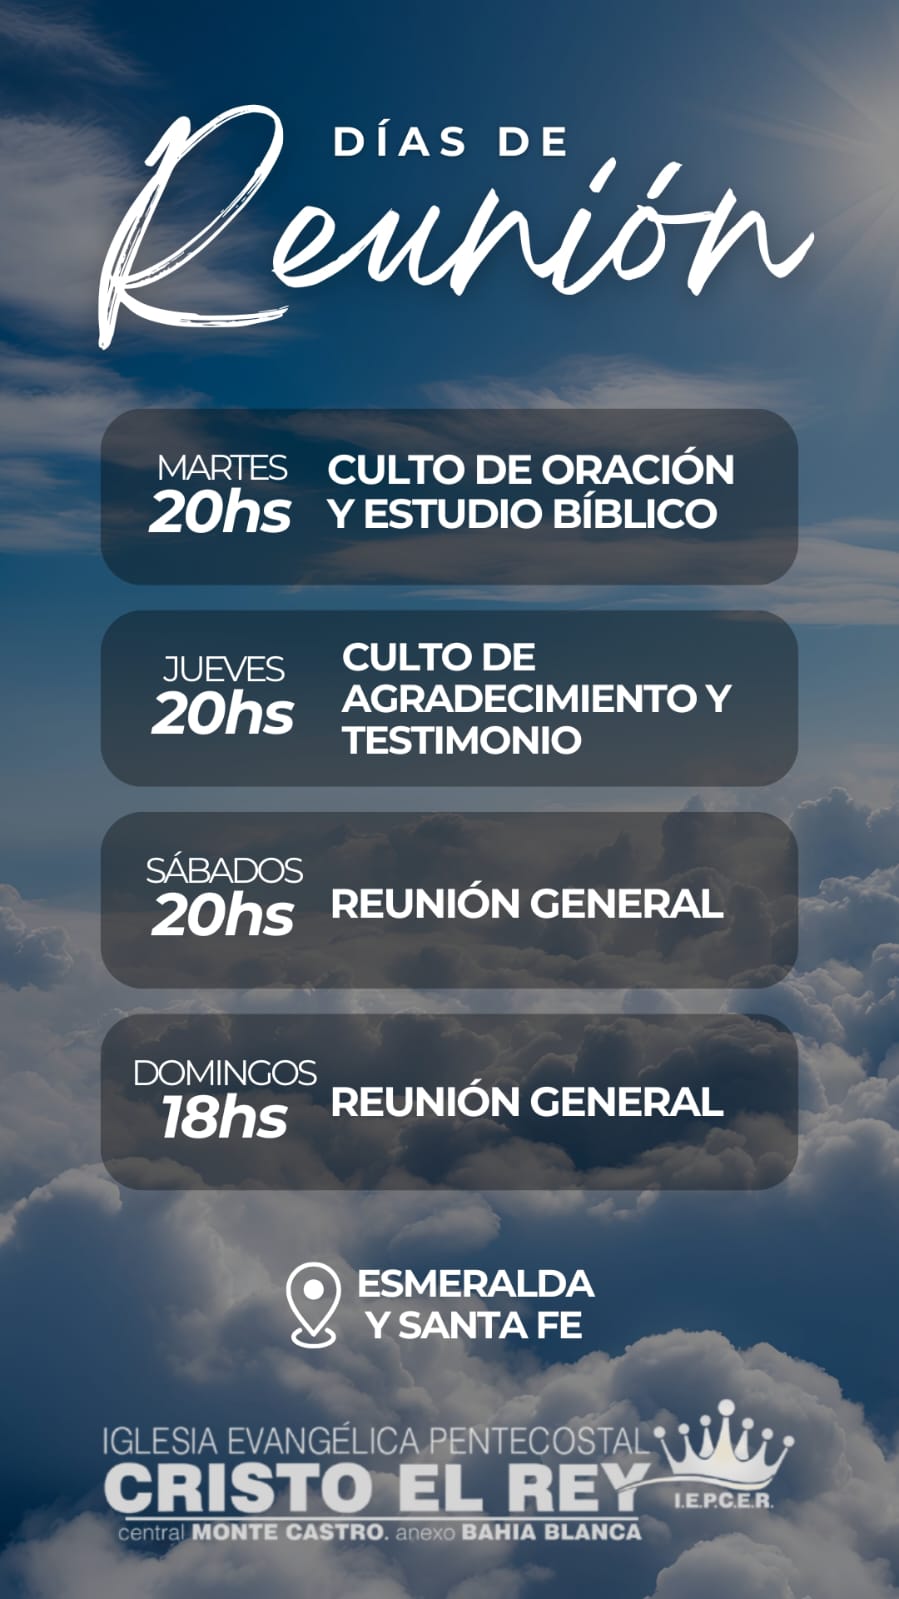 DÍAS DE
Reunión
MARTES
20hs
CULTO DE ORACIÓN
Y ESTUDIO BÍBLICO
JUEVES
20hs
CULTO DE
AGRADECIMIENTO Y
TESTIMONIO
SÁBADOS
20hs
REUNIÓN GENERAL
DOMINGOS
18hs
REUNIÓN GENERAL
ESMERALDA
Y SANTA FE
IGLESIA EVANGÉLICA PENTECOSTAL
CRISTO EL REY
I.E.P.C.E.R.
central MONTE CASTRO. anexo BAHIA BLANCA